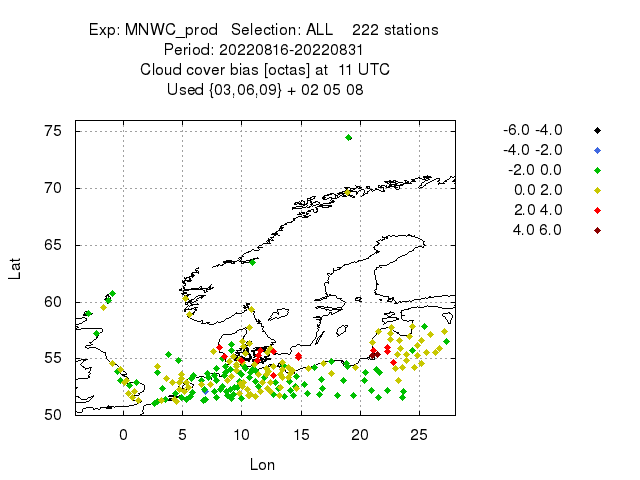 Exp: MNWC_prod Selection: ALL 222 stations
Period: 20220816-20220831
Cloud cover bias [octas] at 11 UTC
Used {03,06,09} + 02 05 08
-6.0 -4.0
-4.0 -2.0
-2.0 0.0
0.0 2.0
2.0 4.0
4.0 6.0
75
70
65
60
55
50
Lat
0 5 10 15 20 25
Lon